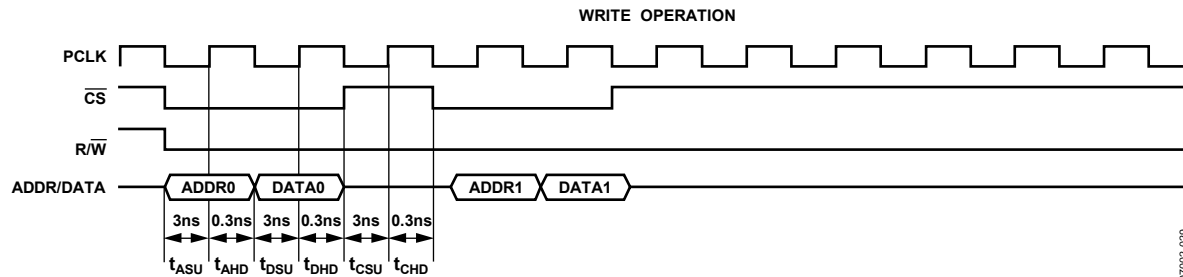 WRITE OPERATION
PCLK
CS
R/W
ADDR/DATA
ADDR0 DATA0 ADDR1 DATA1
3ns 0.3ns 3ns 0.3ns 3ns 0.3ns
tASU tAHD tDSU tDHD tCSU tCHD